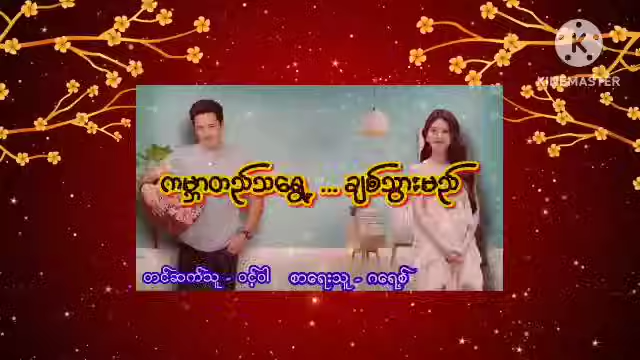 KINEMASTER
ကမ္ဘာတည်သရွေ့ ... ချစ်သွားမည်
တင်ဆက်သူ - ဝင့်ဝါ စာရေးသူ - ဂရေ့စ်